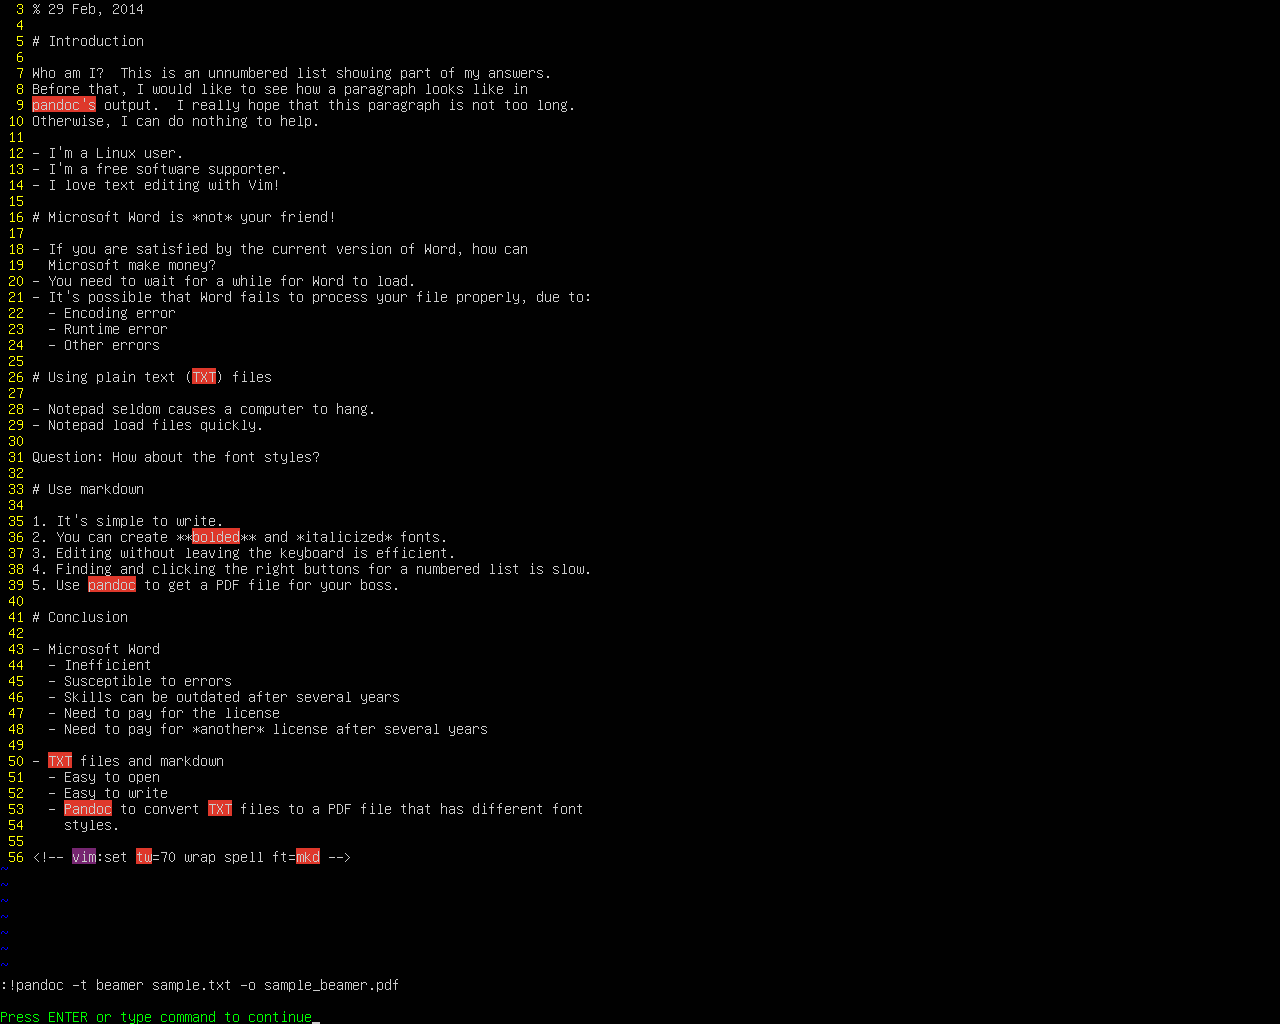 3 % 29 Feb, 2014
4
5 # Introduction
6
7 Who am I?  This is an unnumbered list showing part of my answers.
8 Before that, I would like to see how a paragraph looks like in
9 pandoc's output.  I really hope that this paragraph is not too long.
10 Otherwise, I can do nothing to help.
11
12 - I'm a Linux user.
13 - I'm a free software supporter.
14 - I love text editing with Vim!
15
16 # Microsoft Word is *not* your friend!
17
18 - If you are satisfied by the current version of Word, how can
19   Microsoft make money?
20 - You need to wait for a while for Word to load.
21 - It's possible that Word fails to process your file properly, due to:
22   - Encoding error
23   - Runtime error
24   - Other errors
25
26 # Using plain text (TXT) files
27
28 - Notepad seldom causes a computer to hang.
29 - Notepad load files quickly.
30
31 Question: How about the font styles?
32
33 # Use markdown
34
35 1. It's simple to write.
36 2. You can create **bolded** and *italicized* fonts.
37 3. Editing without leaving the keyboard is efficient.
38 4. Finding and clicking the right buttons for a numbered list is slow.
39 5. Use pandoc to get a PDF file for your boss.
40
41 # Conclusion
42
43 - Microsoft Word
44   - Inefficient
45   - Susceptible to errors
46   - Skills can be outdated after several years
47   - Need to pay for the license
48   - Need to pay for *another* license after several years
49
50 - TXT files and markdown
51   - Easy to open
52   - Easy to write
53   - Pandoc to convert TXT files to a PDF file that has different font
54     styles.
55
56 <!-- vim:set tw=70 wrap spell ft=mkd -->
~
~
~
~
~
~
~
:!pandoc -t beamer sample.txt -o sample_beamer.pdf
Press ENTER or type command to continue